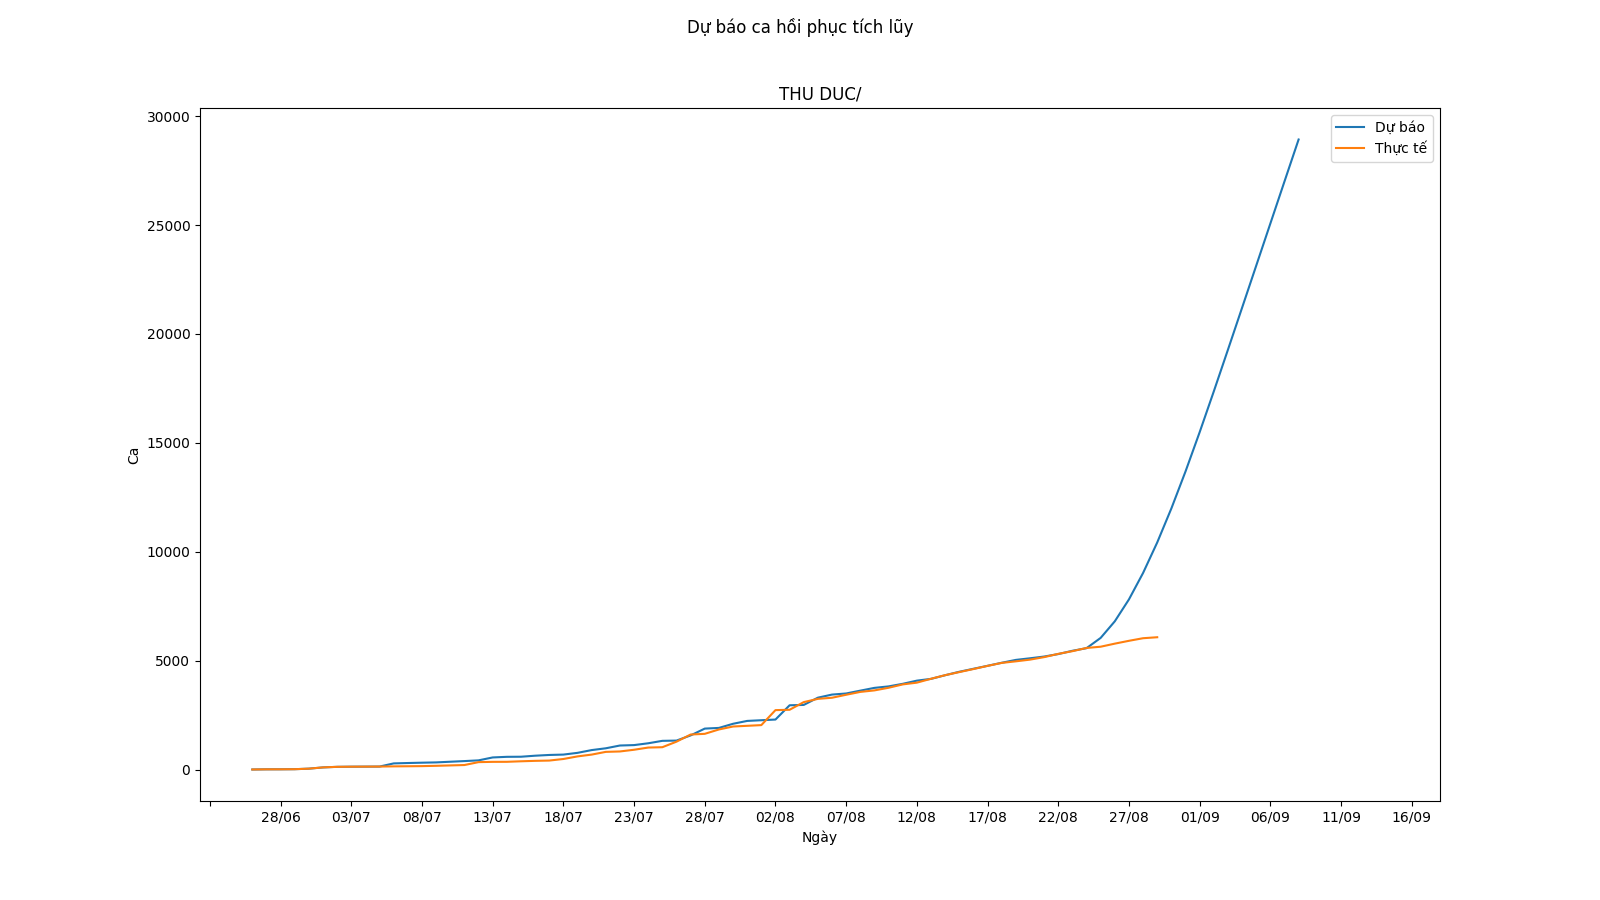 Dự báo ca hồi phục tích lũy
THU DUC/
30000
25000
20000
15000
10000
5000
0
Ca
Dự báo
Thực tế
28/06 03/07 08/07 13/07 18/07 23/07 28/07 02/08 07/08 12/08 17/08 22/08 27/08 01/09 06/09 11/09 16/09
Ngày